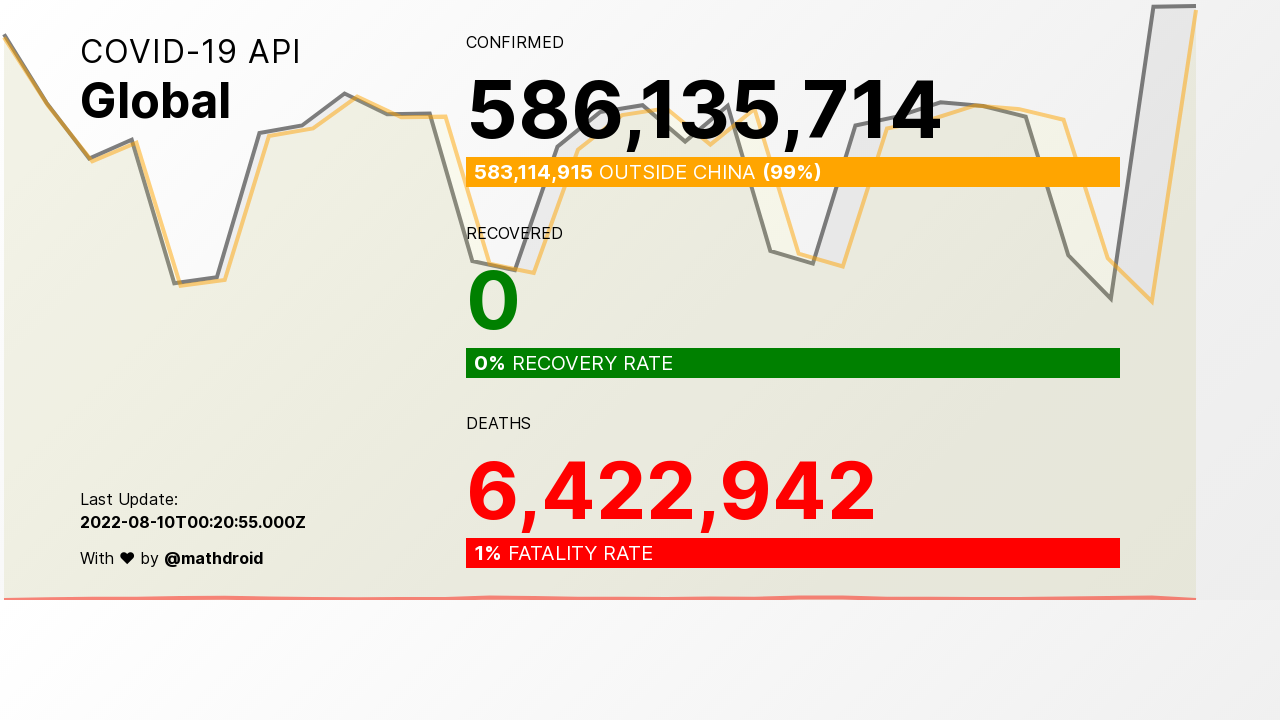 COVID-19 API
Global
CONFIRMED
586,135,714
583,114,915 OUTSIDE CHINA (99%)
RECOVERED
0
0% RECOVERY RATE
DEATHS
6,422,942
1% FATALITY RATE
Last Update:
2022-08-10T00:20:55.000Z
With ♥ by @mathdroid